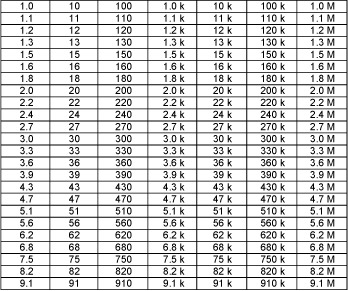 1.0 10 100 1.0 k 10 k 100 k 1.0 M
1.1 11 110 1.1 k 11 k 110 k 1.1 M
1.2 12 120 1.2 k 12 k 120 k 1.2 M
1.3 13 130 1.3 k 13 k 130 k 1.3 M
1.5 15 150 1.5 k 15 k 150 k 1.5 M
1.6 16 160 1.6 k 16 k 160 k 1.6 M
1.8 18 180 1.8 k 18 k 180 k 1.8 M
2.0 20 200 2.0 k 20 k 200 k 2.0 M
2.2 22 220 2.2 k 22 k 220 k 2.2 M
2.4 24 240 2.4 k 24 k 240 k 2.4 M
2.7 27 270 2.7 k 27 k 270 k 2.7 M
3.0 30 300 3.0 k 30 k 300 k 3.0 M
3.3 33 330 3.3 k 33 k 330 k 3.3 M
3.6 36 360 3.6 k 36 k 360 k 3.6 M
3.9 39 390 3.9 k 39 k 390 k 3.9 M
4.3 43 430 4.3 k 43 k 430 k 4.3 M
4.7 47 470 4.7 k 47 k 470 k 4.7 M
5.1 51 510 5.1 k 51 k 510 k 5.1 M
5.6 56 560 5.6 k 56 k 560 k 5.6 M
6.2 62 620 6.2 k 62 k 620 k 6.2 M
6.8 68 680 6.8 k 68 k 680 k 6.8 M
7.5 75 750 7.5 k 75 k 750 k 7.5 M
8.2 82 820 8.2 k 82 k 820 k 8.2 M
9.1 91 910 9.1 k 91 k 910 k 9.1 M